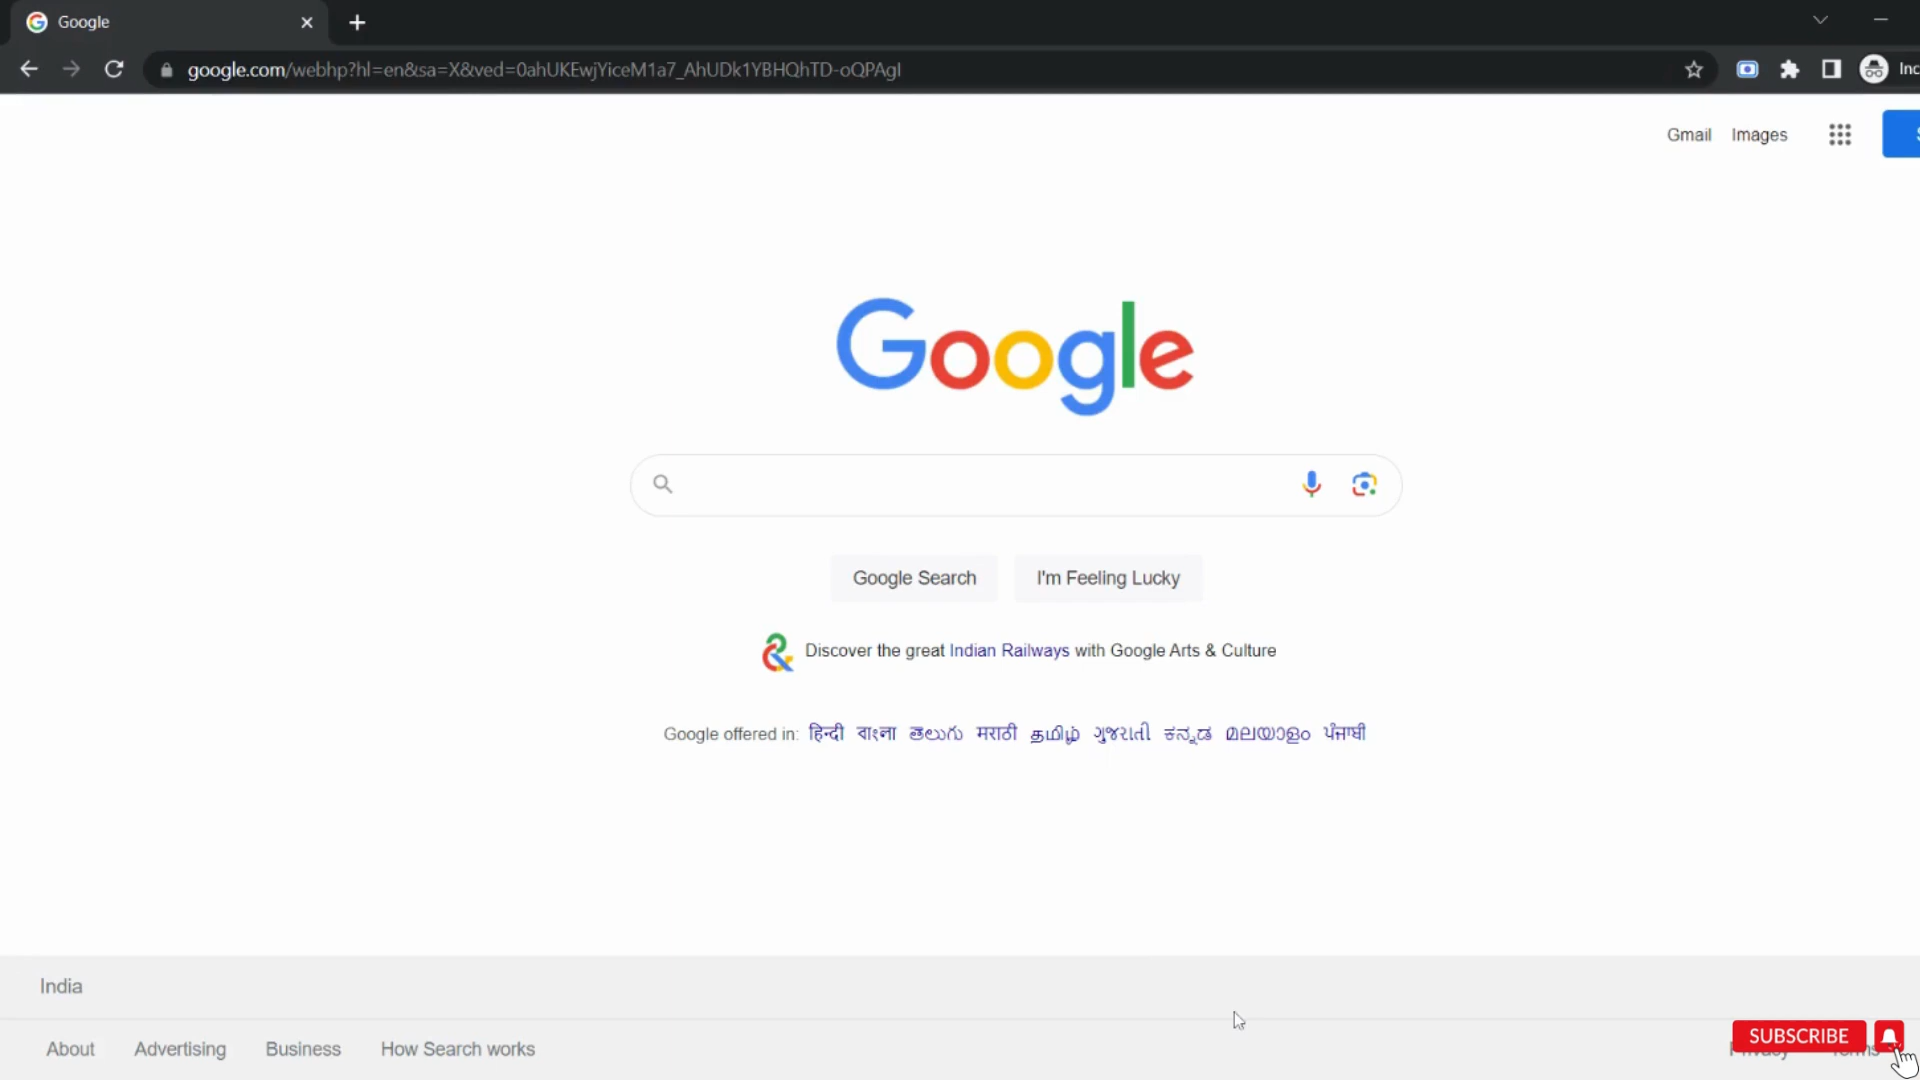 Google
google.com/webhp?hl=en&sa=X&ved=0ahUKEwjYiceM1a7_AhUDk1YBHQhTD-oQPAgI
Inc
Gmail Images
Google
Google Search I'm Feeling Lucky
Discover the great Indian Railways with Google Arts & Culture
Google offered in: हिन्दी বাংলা తెలుగు मराठी தமிழ் ગુજરાતી ಕನ್ನಡ മലയാളം ਪੰਜਾਬੀ
India
SUBSCRIBE
About Advertising Business How Search works